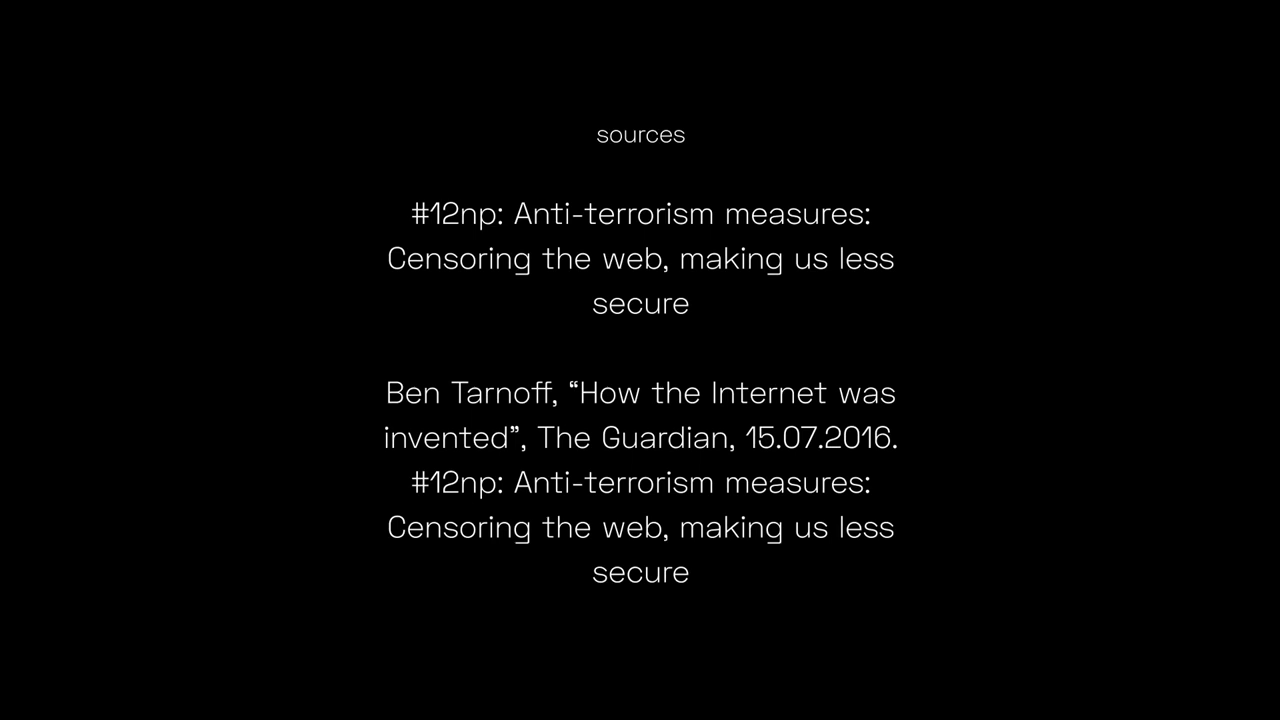 sources
#12np: Anti-terrorism measures:
Censoring the web, making us less
secure
Ben Tarnoff, “How the Internet was
invented”, The Guardian, 15.07.2016.
#12np: Anti-terrorism measures:
Censoring the web, making us less
secure